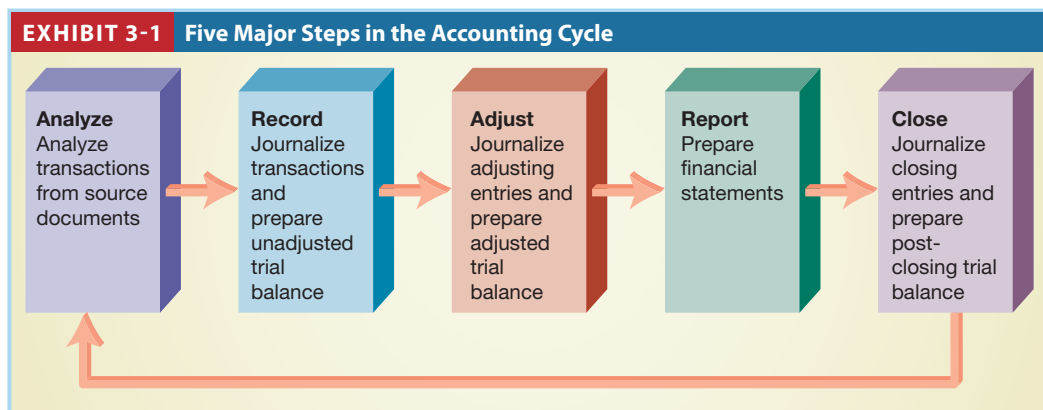 EXHIBIT 3-1 Five Major Steps in the Accounting Cycle
Analyze
Analyze
transactions
from source
documents
Record
Journalize
transactions
and
prepare
unadjusted
trial
balance
Adjust
Journalize
adjusting
entries and
prepare
adjusted
trial
balance
Report
Prepare
financial
statements
Close
Journalize
closing
entries and
prepare
post-
closing trial
balance